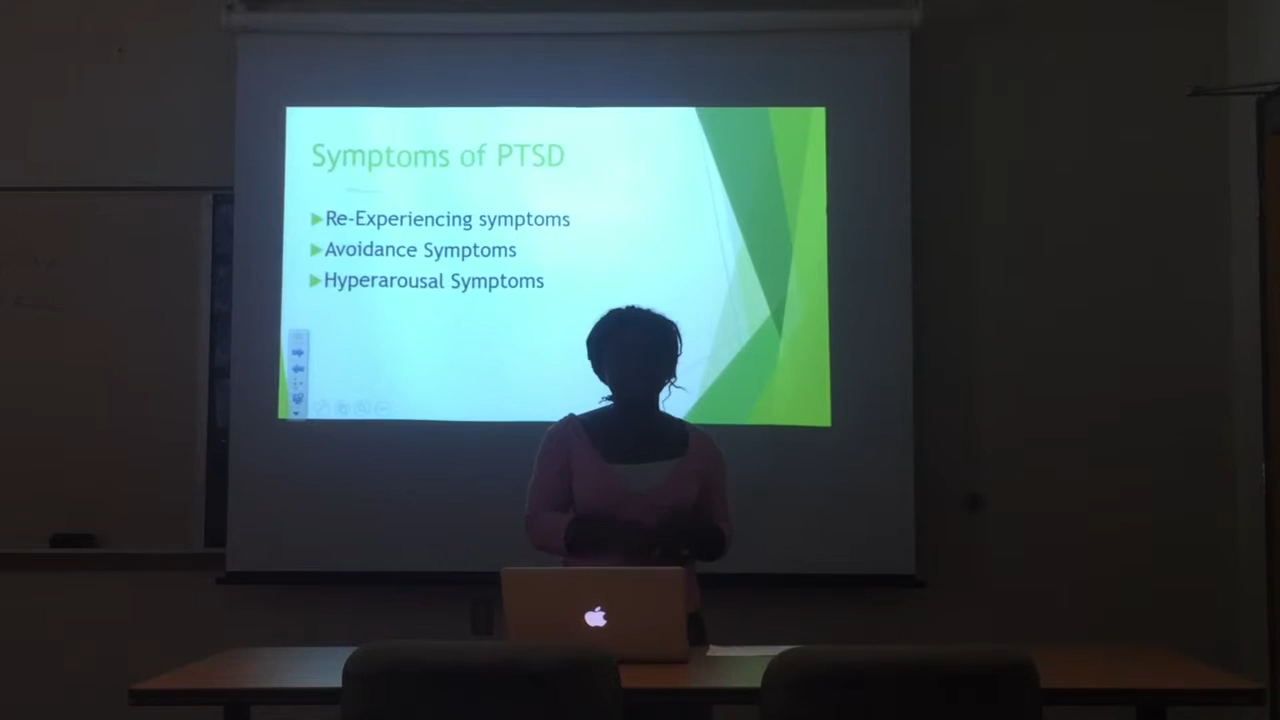 Symptoms of PTSD
Re-Experiencing symptoms
Avoidance Symptoms
Hyperarousal Symptoms